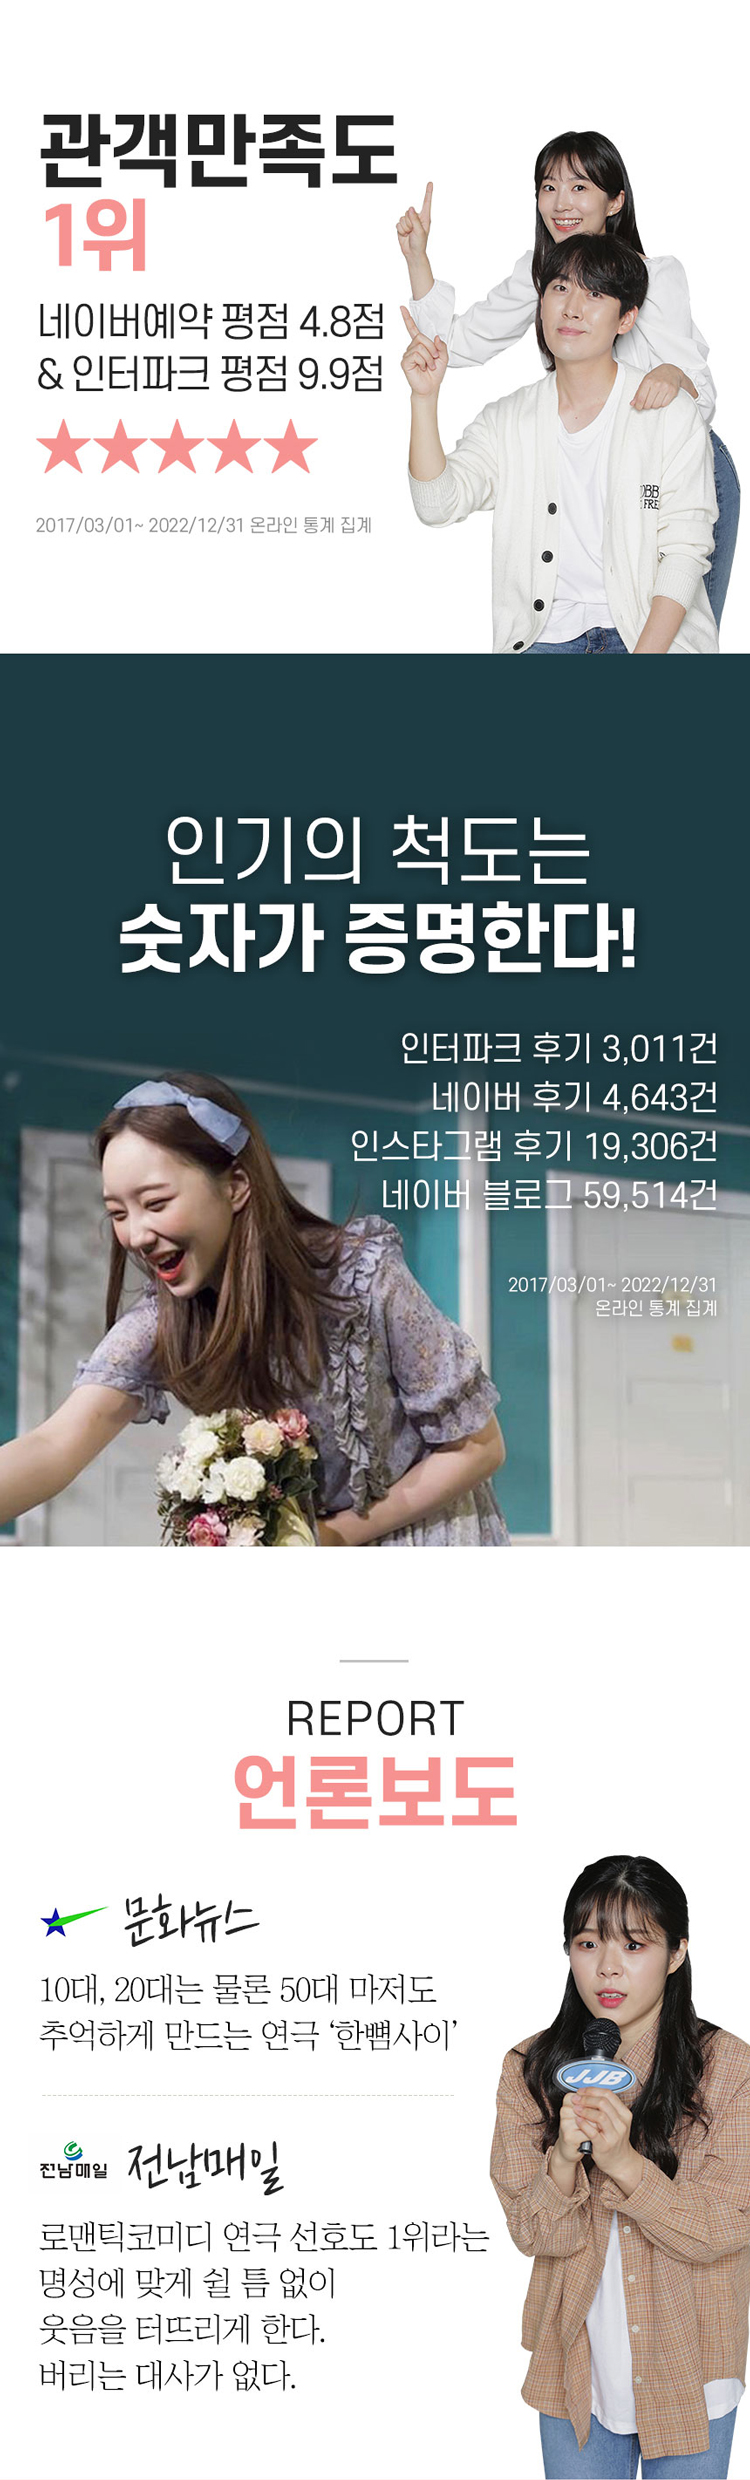 관객만족도
1위
네이버예약 평점 4.8점
& 인터파크 평점 9.9점
2017/03/01~ 2022/12/31 온라인 통계 집계
인기의 척도는
숫자가 증명한다!
인터파크 후기 3,011건
네이버 후기 4,643건
인스타그램 후기 19,306건
네이버 블로그 59,514건
2017/03/01~ 2022/12/31
온라인 통계 집계
REPORT
언론보도
문화뉴스
10대, 20대는 물론 50대 마저도
추억하게 만드는 연극 ‘한뼘사이’
JJB
전남매일 전남매일
로맨틱코미디 연극 선호도 1위라는
명성에 맞게 쉴 틈 없이
웃음을 터뜨리게 한다.
버리는 대사가 없다.